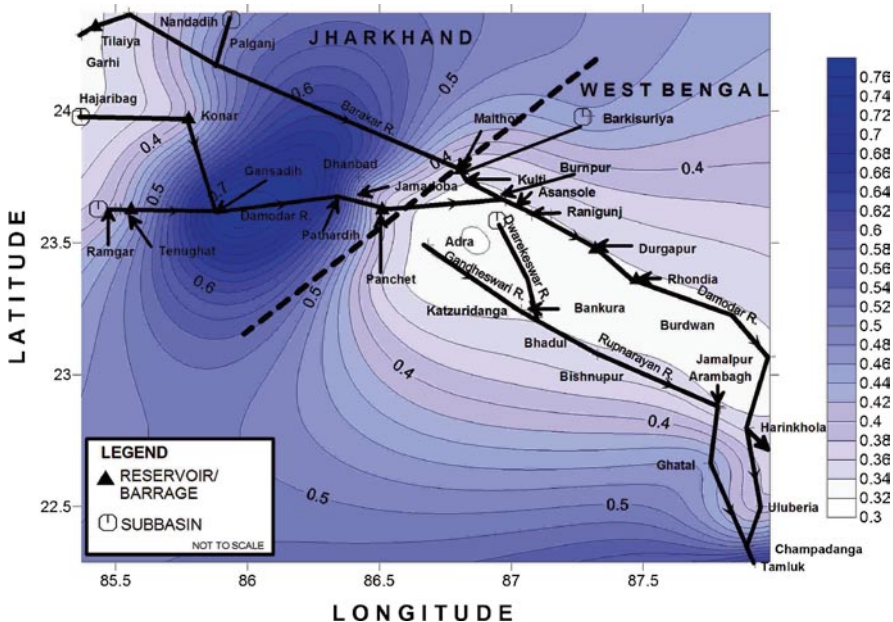 Nandadih
Tilaiya
Palganj
JHARKHAND
Garhi
0.5
WEST BENGAL
Hajaribag
0.6
24
Konar
Barakar R.
Maithon
Barkisuriya
0.4
0.4
0.4
Gansadih
Dhanbad
Kulti
Burnpur
0.5
0.7
Jamadoba
Asansole
Damodar R.
Ranigunj
Ramgar
Tenughat
Pathardih
23.5
Adra
Dwarekeswar R.
Durgapur
0.6
0.5
Panchet
Gandheswari R.
Rhondia
Katzuridanga
Bankura
Damodar R.
Burdwan
Bhadul
Rupnarayan R.
Jamalpur
23
0.4
Bishnupur
Arambagh
0.4
Harinkhola
LEGEND
RESERVOIR/
BARRAGE
SUBBASIN
NOT TO SCALE
Ghatal
22.5
0.5
0.5
Uluberia
Champadanga
Tamluk
85.5
86
86.5
87
87.5
LONGITUDE
LATITUDE
0.76
0.74
0.72
0.7
0.68
0.66
0.64
0.62
0.6
0.58
0.56
0.54
0.52
0.5
0.48
0.46
0.44
0.42
0.4
0.38
0.36
0.34
0.32
0.3